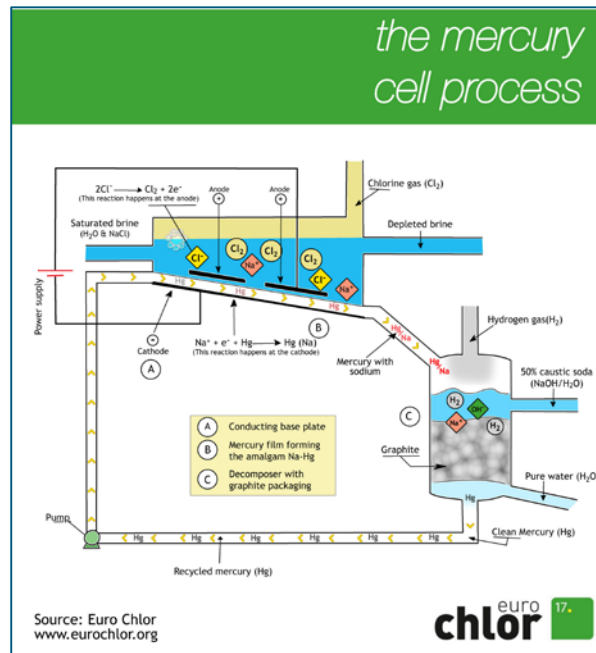 the mercury
cell process
2Cl⁻ → Cl₂ + 2e⁻
(This reaction happens at the anode)
Anode
+
Anode
+
Chlorine gas (Cl₂)
Saturated brine
(H₂O & NaCl)
Depleted brine
Cl⁻
Cl₂
Na⁺
Cl₂
Cl₂
Cl⁻
Na⁺
Power supply
Hg
Hg
Hg
Hg
−
Cathode
A
Na⁺ + e⁻ + Hg → Hg (Na)
(This reaction happens at the cathode)
B
Mercury with
sodium
Hg
Na
Hg
Na
Hydrogen gas(H₂)
50% caustic soda
(NaOH/H₂O)
C
H₂
OH⁻
Na⁺
H₂
Graphite
Pure water (H₂O
A Conducting base plate
B Mercury film forming
the amalgam Na-Hg
C Decomposer with
graphite packaging
Hg
Pump
Hg Hg Hg Hg Hg Hg Hg
Clean Mercury (Hg)
Recycled mercury (Hg)
Source: Euro Chlor
www.eurochlor.org
euro
chlor
17.